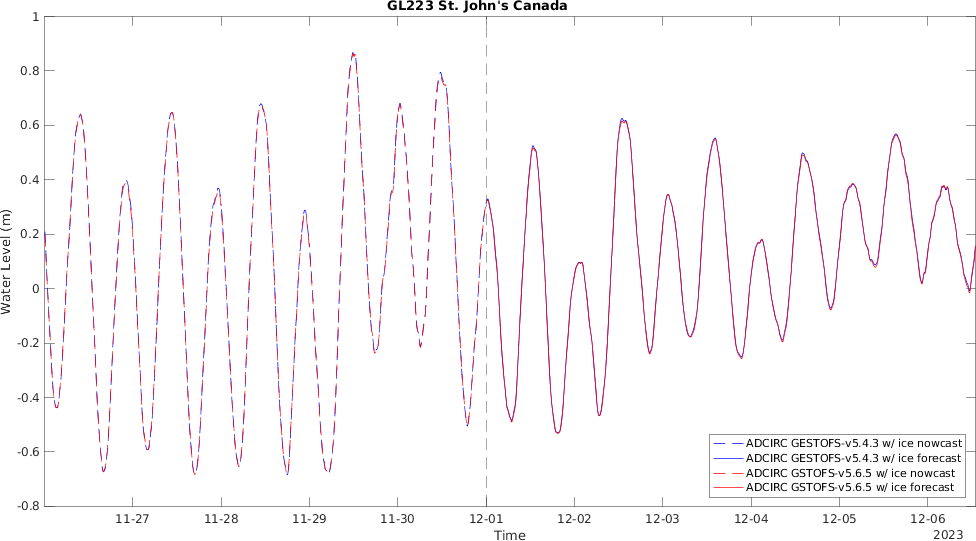 GL223 St. John's Canada
Water Level (m)
1
0.8
0.6
0.4
0.2
0
-0.2
-0.4
-0.6
-0.8
ADCIRC GESTOFS-v5.4.3 w/ ice nowcast
ADCIRC GESTOFS-v5.4.3 w/ ice forecast
ADCIRC GSTOFS-v5.6.5 w/ ice nowcast
ADCIRC GSTOFS-v5.6.5 w/ ice forecast
11-27 11-28 11-29 11-30 12-01 12-02 12-03 12-04 12-05 12-06
Time
2023